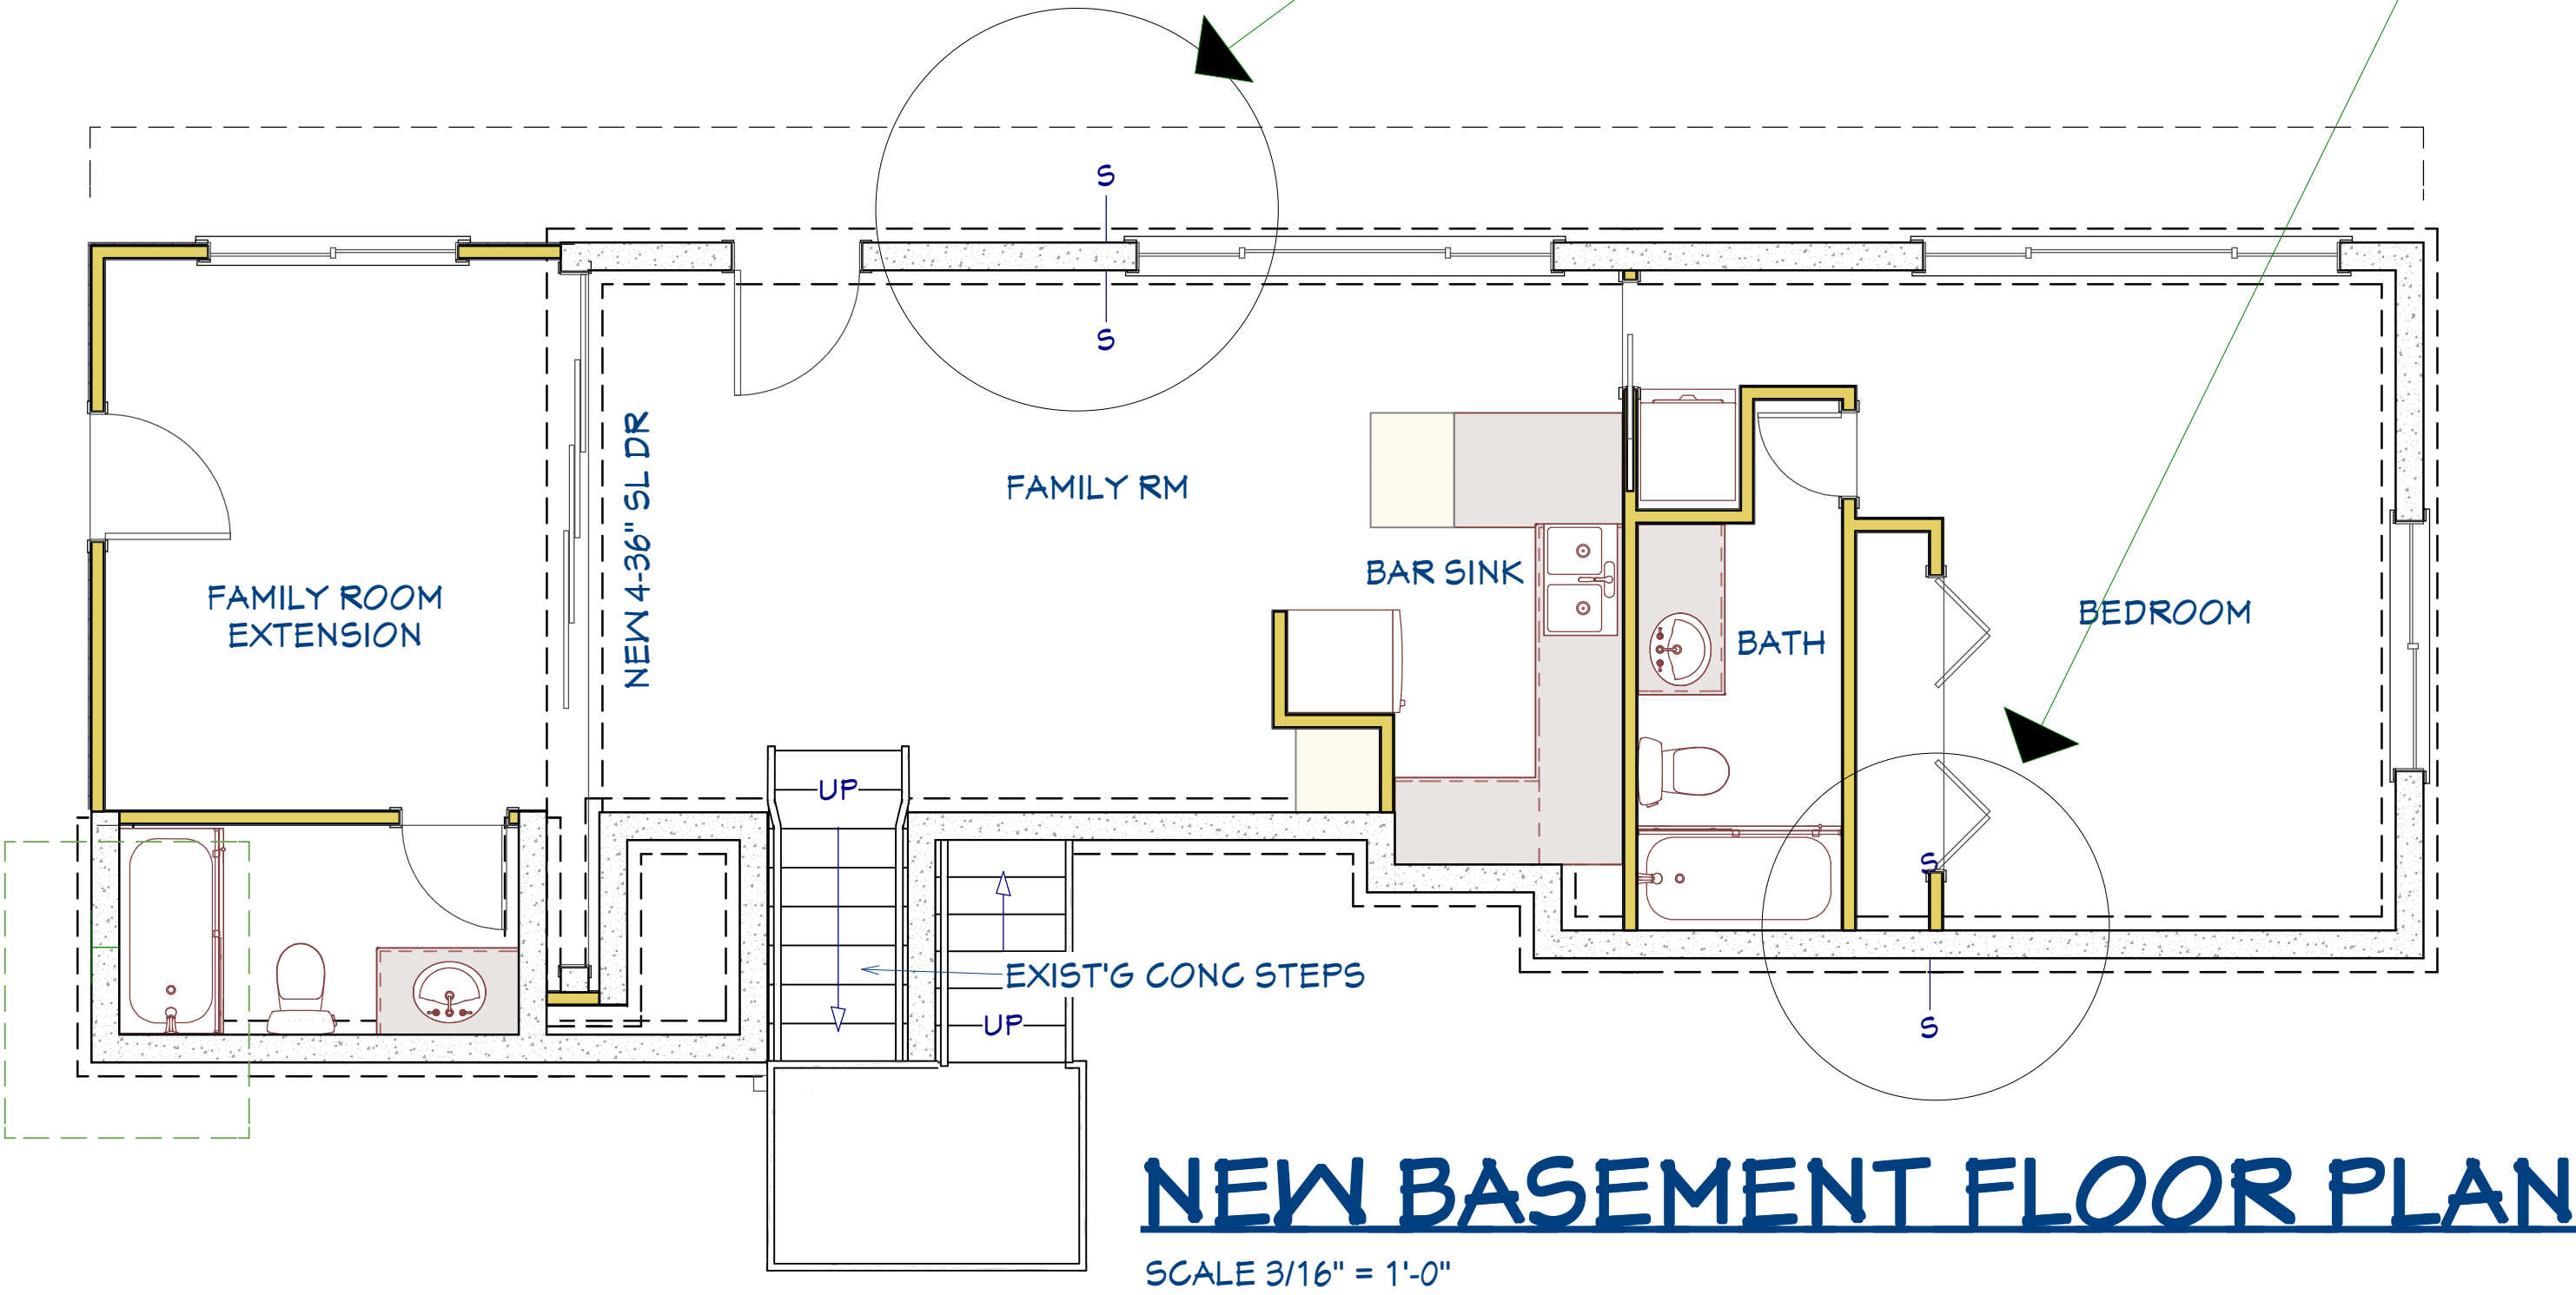 S
S
NEW 4-36" SL DR
FAMILY RM
BAR SINK
FAMILY ROOM
EXTENSION
BATH
BEDROOM
UP
S
EXIST'G CONC STEPS
UP
S
NEW BASEMENT FLOOR PLAN
SCALE 3/16" = 1'-0"